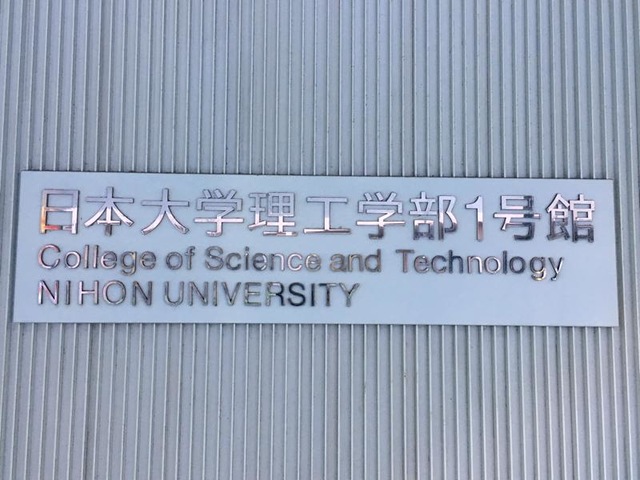 日本大学理工学部1号館
College of Science and Technology
NIHON UNIVERSITY